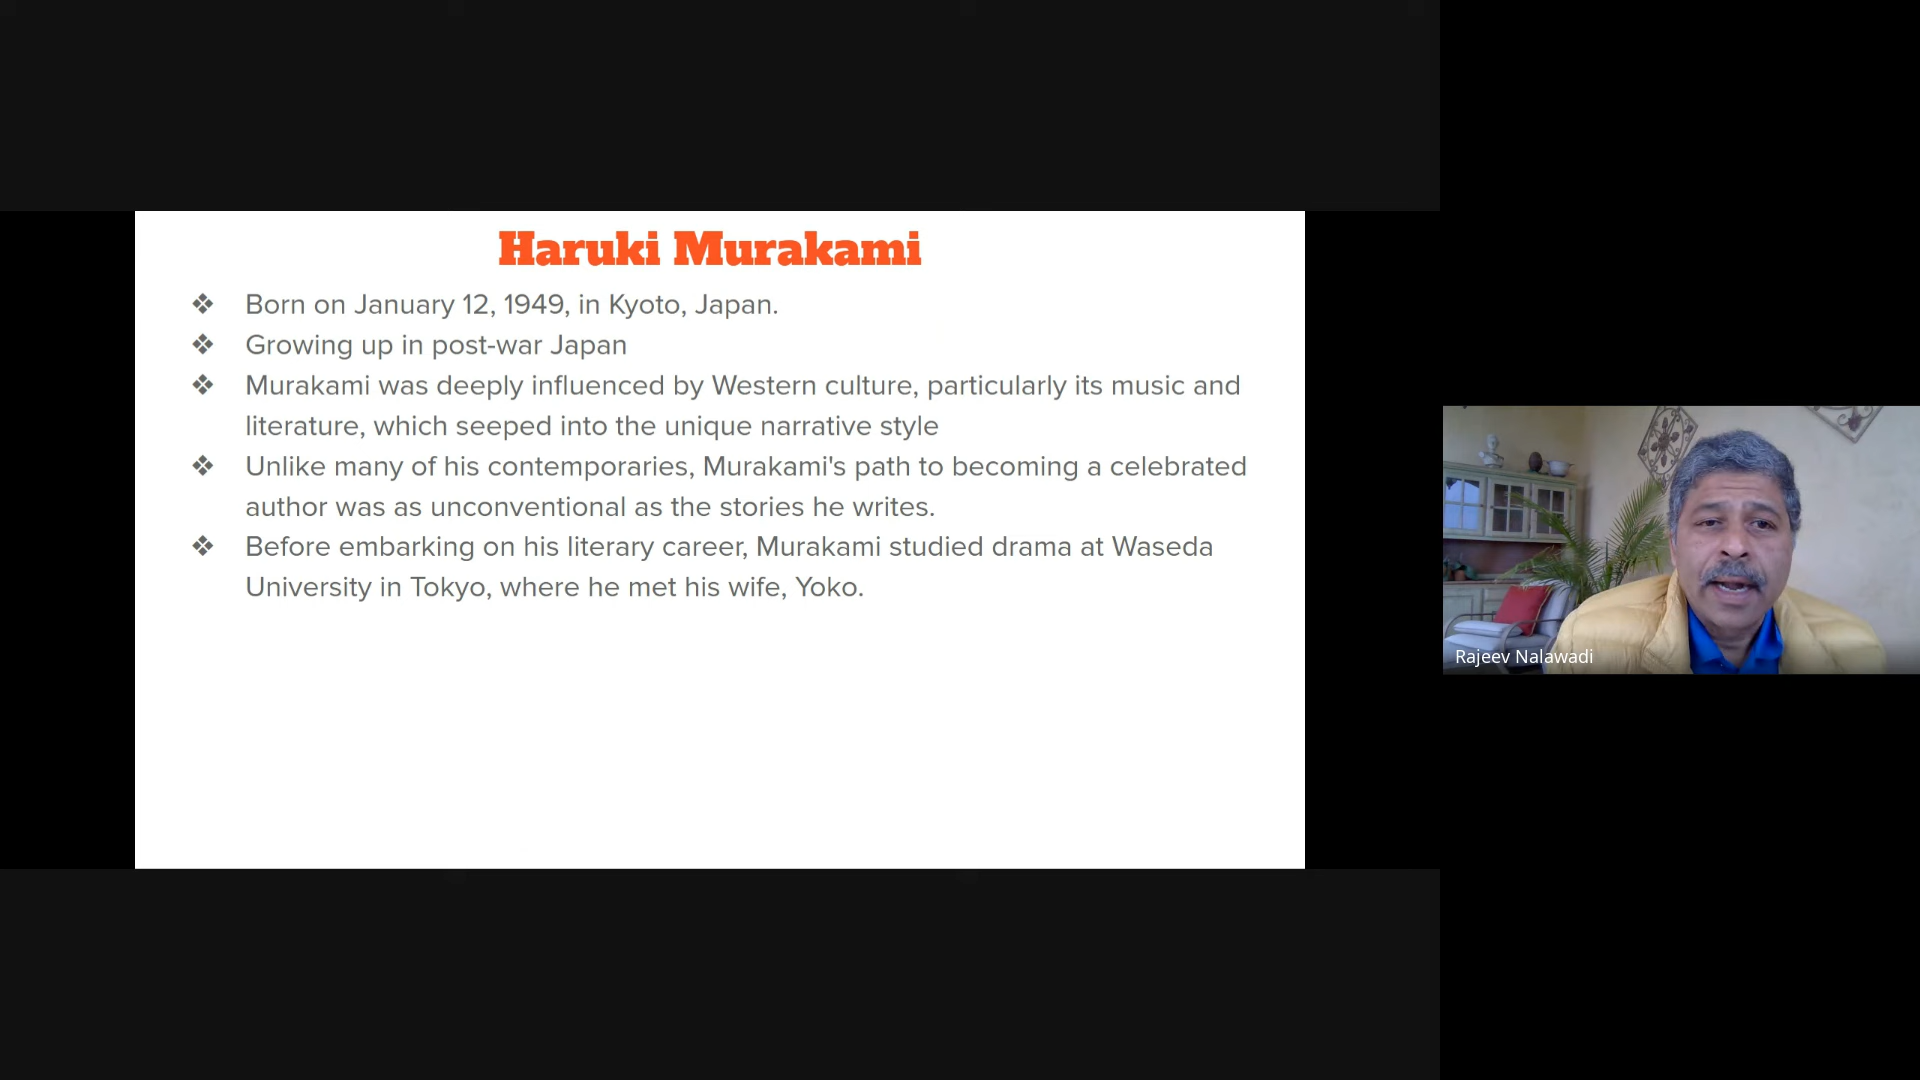 Haruki Murakami
❖ Born on January 12, 1949, in Kyoto, Japan.
❖ Growing up in post-war Japan
❖ Murakami was deeply influenced by Western culture, particularly its music and
literature, which seeped into the unique narrative style
❖ Unlike many of his contemporaries, Murakami's path to becoming a celebrated
author was as unconventional as the stories he writes.
❖ Before embarking on his literary career, Murakami studied drama at Waseda
University in Tokyo, where he met his wife, Yoko.
Rajeev Nalawadi